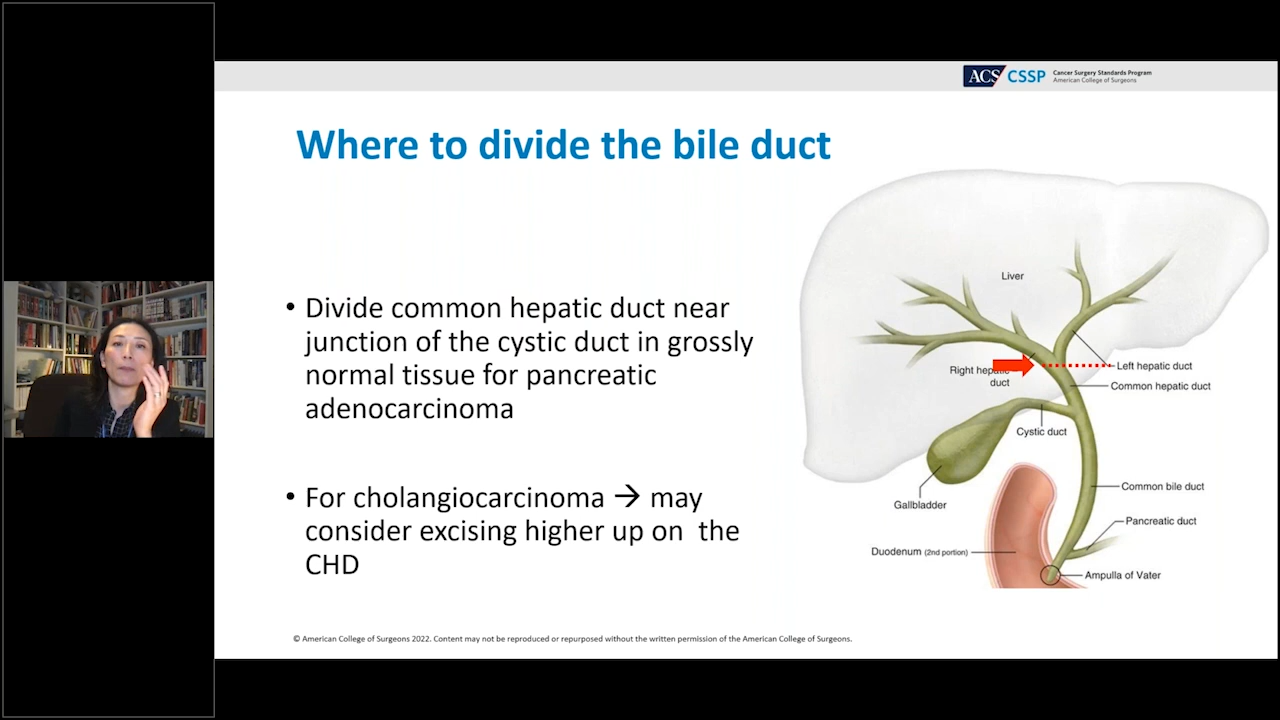 ACS CSSP Cancer Surgery Standards Program
American College of Surgeons
Where to divide the bile duct
• Divide common hepatic duct near
junction of the cystic duct in grossly
normal tissue for pancreatic
adenocarcinoma
• For cholangiocarcinoma → may
consider excising higher up on the
CHD
Liver
Right hepatic
duct
Left hepatic duct
Common hepatic duct
Cystic duct
Gallbladder
Common bile duct
Pancreatic duct
Duodenum (2nd portion)
Ampulla of Vater
© American College of Surgeons 2022. Content may not be reproduced or repurposed without the written permission of the American College of Surgeons.